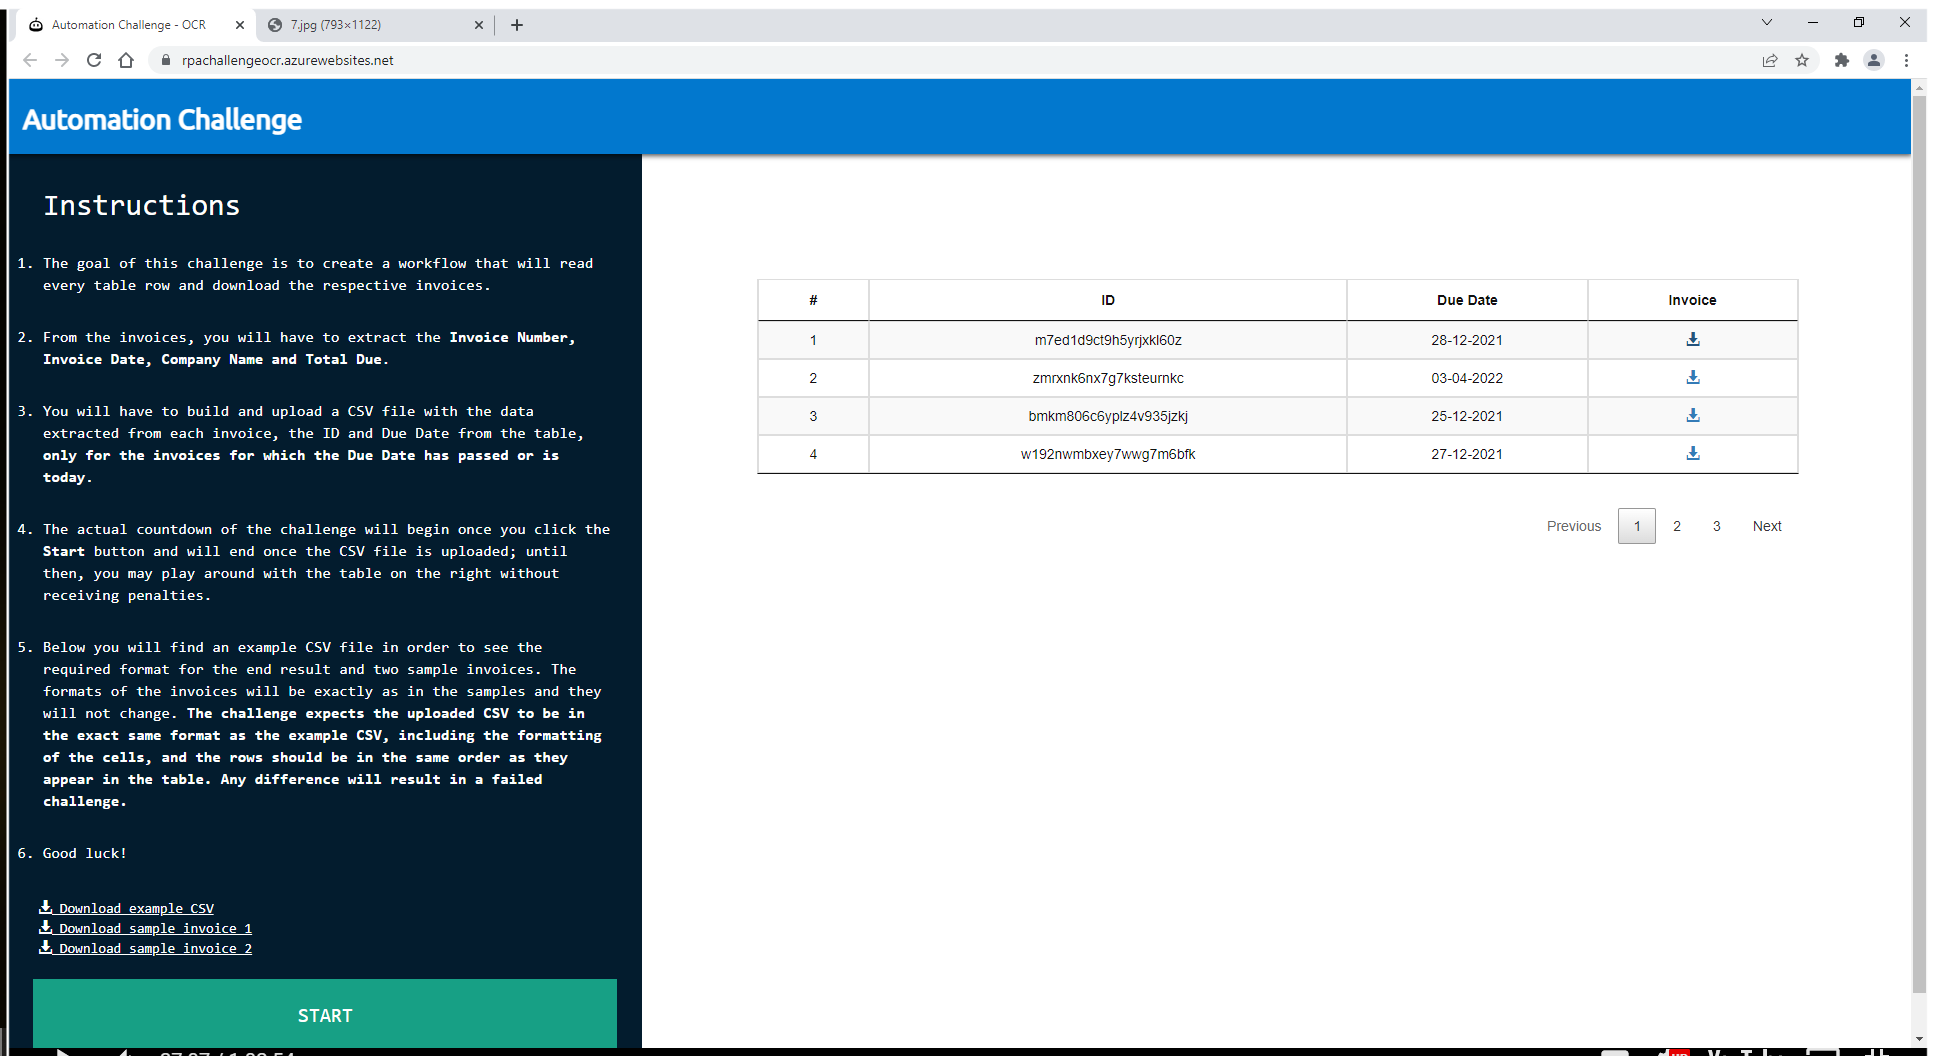 Automation Challenge - OCR
7.jpg (793×1122)
rpachallengeocr.azurewebsites.net
Automation Challenge
Instructions
1. The goal of this challenge is to create a workflow that will read
every table row and download the respective invoices.
2. From the invoices, you will have to extract the Invoice Number,
Invoice Date, Company Name and Total Due.
3. You will have to build and upload a CSV file with the data
extracted from each invoice, the ID and Due Date from the table,
only for the invoices for which the Due Date has passed or is
today.
4. The actual countdown of the challenge will begin once you click the
Start button and will end once the CSV file is uploaded; until
then, you may play around with the table on the right without
receiving penalties.
5. Below you will find an example CSV file in order to see the
required format for the end result and two sample invoices. The
formats of the invoices will be exactly as in the samples and they
will not change. The challenge expects the uploaded CSV to be in
the exact same format as the example CSV, including the formatting
of the cells, and the rows should be in the same order as they
appear in the table. Any difference will result in a failed
challenge.
6. Good luck!
Download example CSV
Download sample invoice 1
Download sample invoice 2
START
# ID Due Date Invoice
1 m7ed1d9ct9h5yrjxkl60z 28-12-2021
2 zmrxnk6nx7g7ksteurnkc 03-04-2022
3 bmkm806c6yplz4v935jzkj 25-12-2021
4 w192nwmbxey7wwg7m6bfk 27-12-2021
Previous 1 2 3 Next